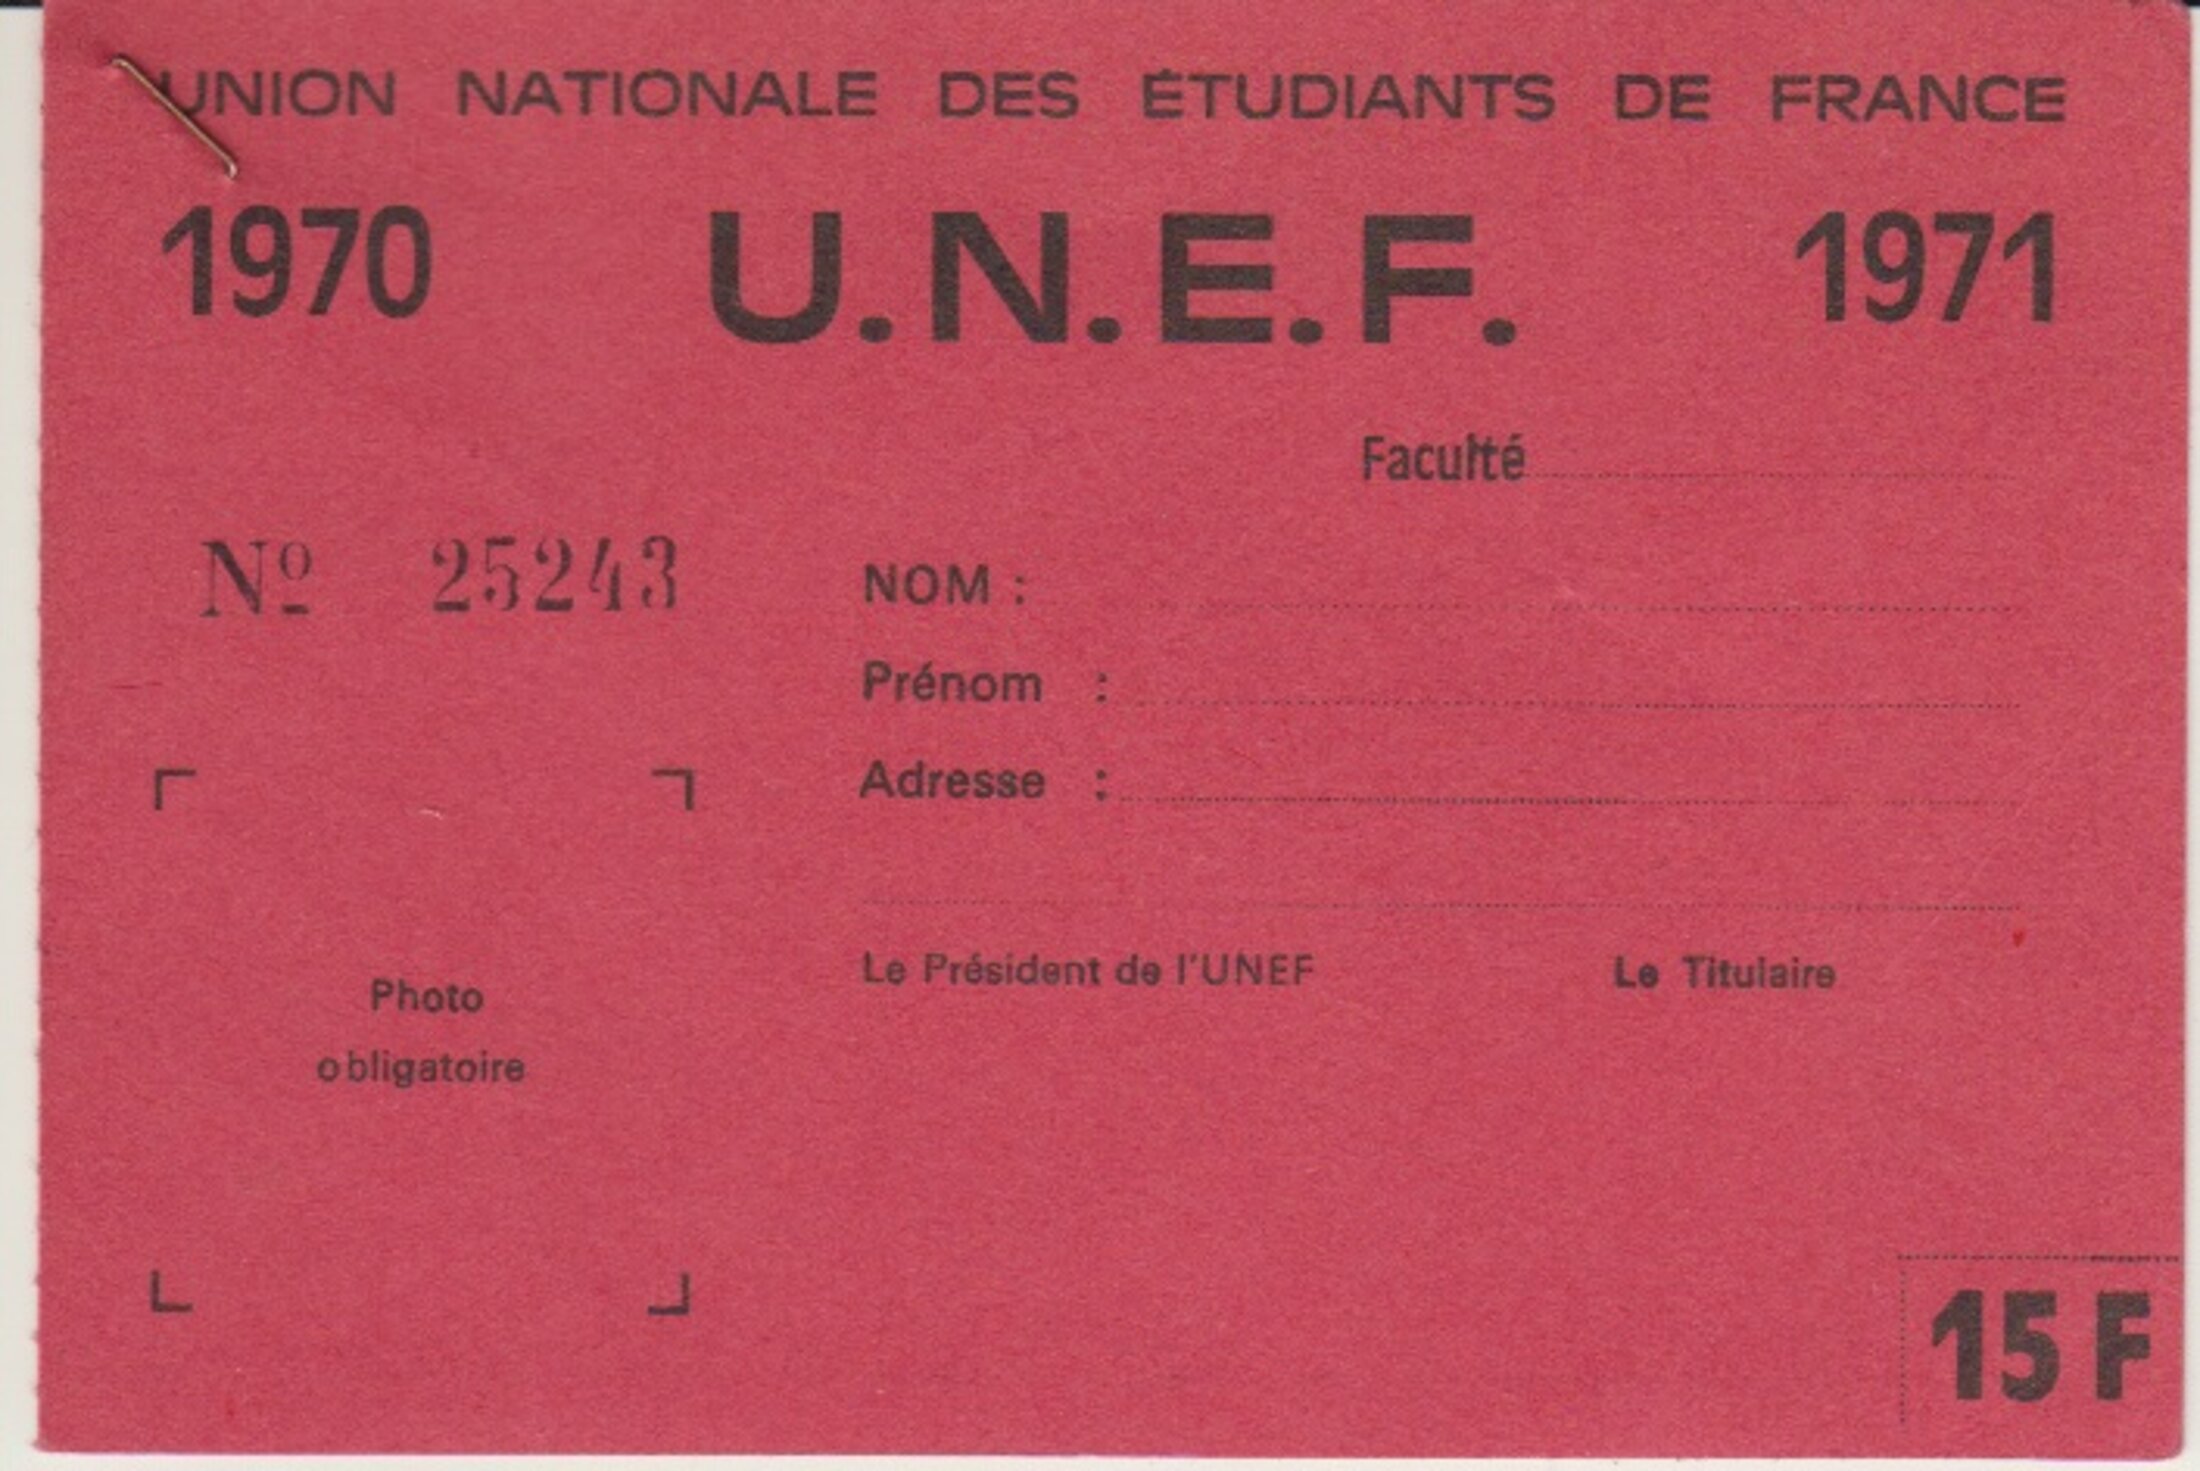 UNION NATIONALE DES ÉTUDIANTS DE FRANCE
1970 U.N.E.F. 1971
Faculté
Nº 25243
NOM :
Prénom :
Adresse :
Le Président de l'UNEF Le Titulaire
Photo
obligatoire
15 F